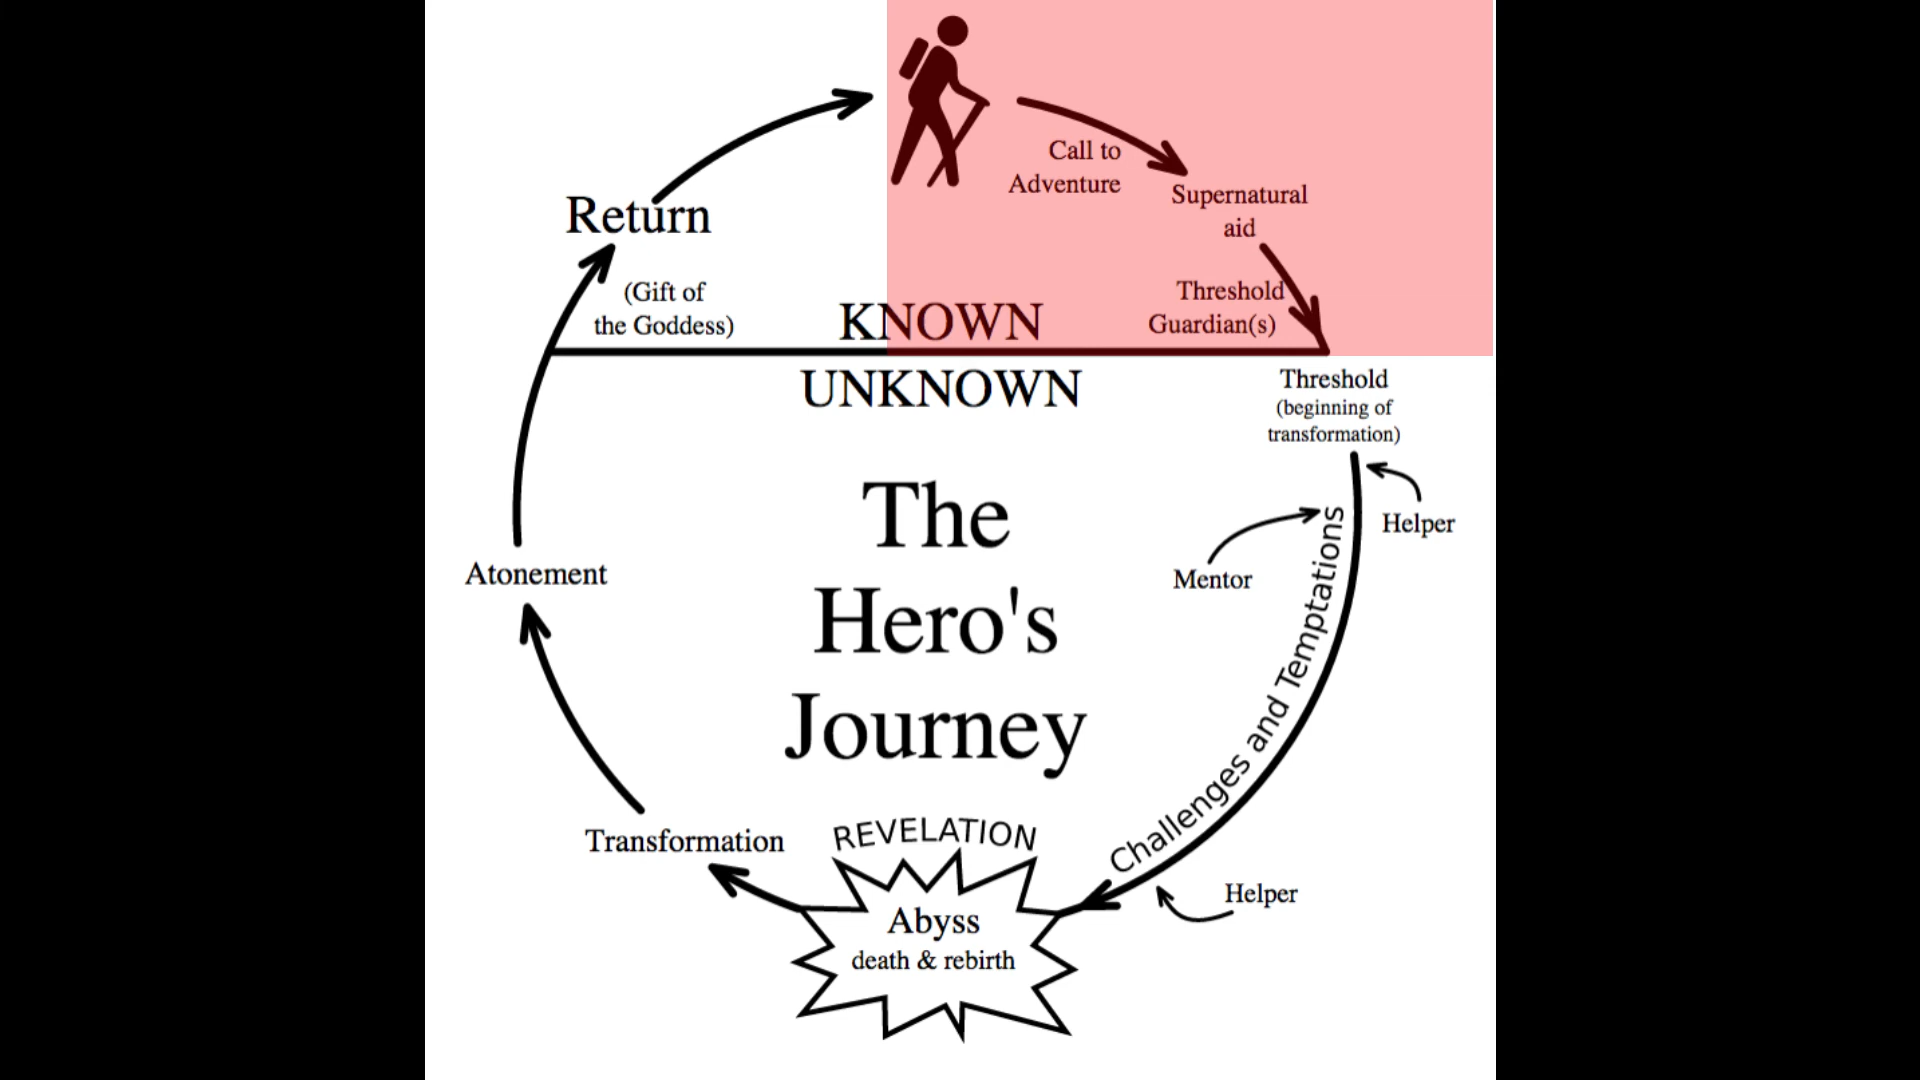 Call to
Adventure
Supernatural
aid
Return
(Gift of
the Goddess)
Threshold
Guardian(s)
KNOWN
UNKNOWN
Threshold
(beginning of
transformation)
The
Hero's
Journey
Helper
Mentor
Challenges and Temptations
Atonement
Transformation
REVELATION
Abyss
death & rebirth
Helper